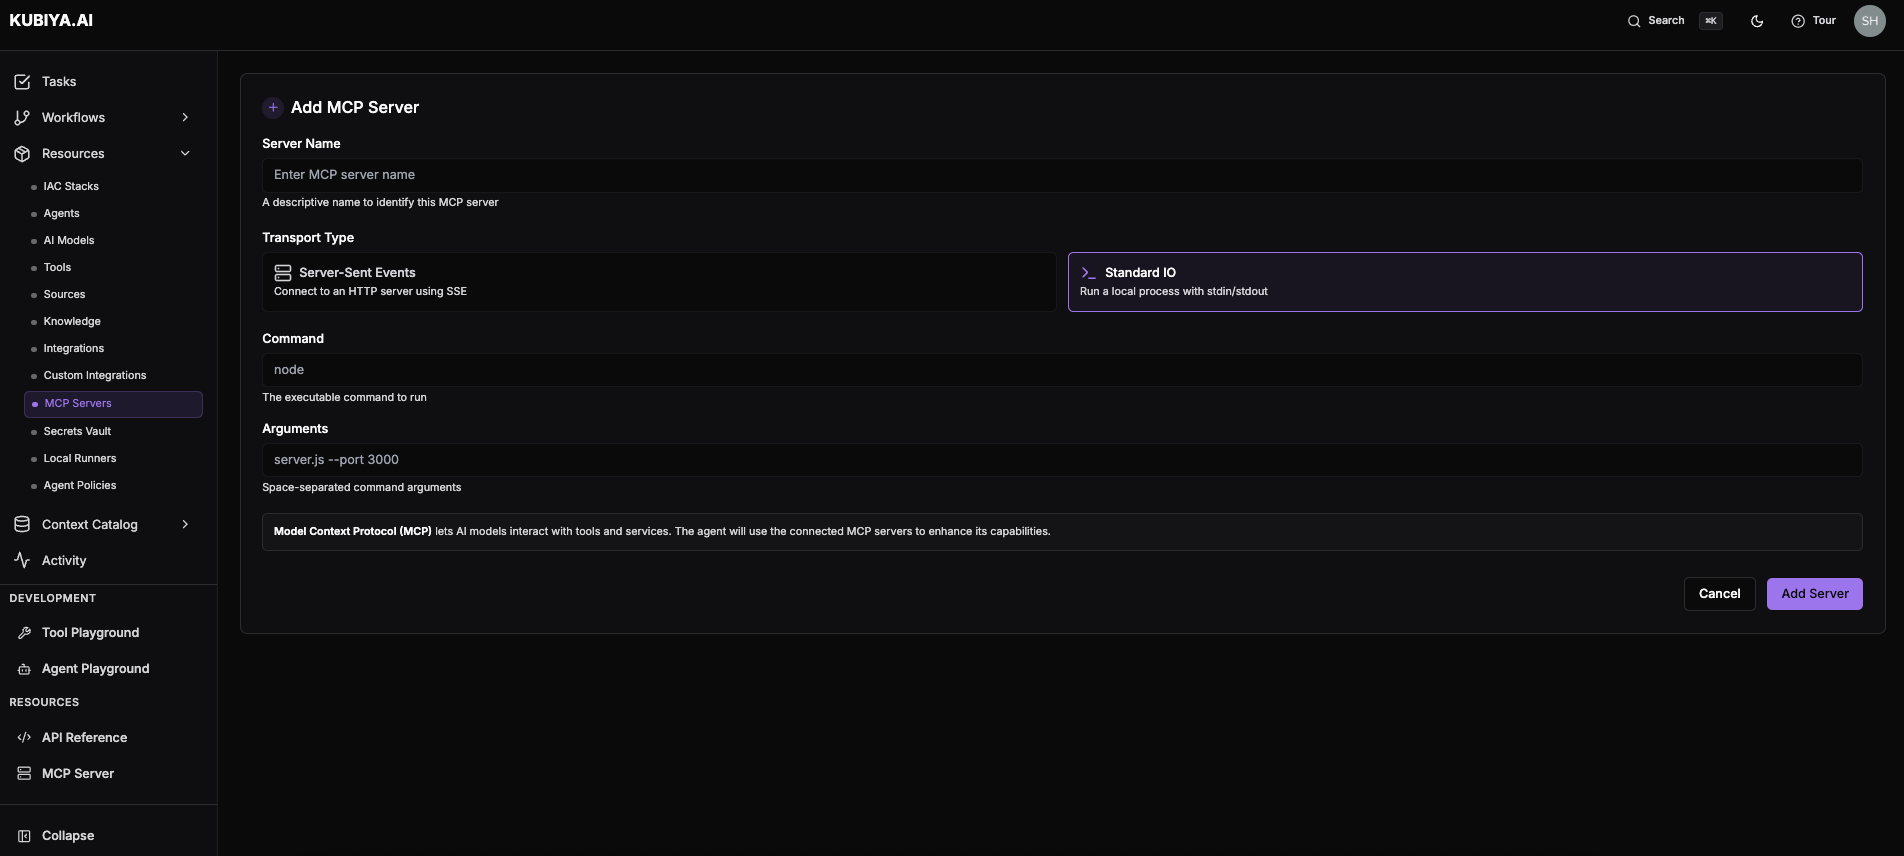 KUBIYA.AI
Search ⌘K Tour SH
Tasks
Workflows
Resources
IAC Stacks
Agents
AI Models
Tools
Sources
Knowledge
Integrations
Custom Integrations
MCP Servers
Secrets Vault
Local Runners
Agent Policies
Context Catalog
Activity
DEVELOPMENT
Tool Playground
Agent Playground
RESOURCES
API Reference
MCP Server
Collapse
Add MCP Server
Server Name
Enter MCP server name
A descriptive name to identify this MCP server
Transport Type
Server-Sent Events
Connect to an HTTP server using SSE
Standard IO
Run a local process with stdin/stdout
Command
node
The executable command to run
Arguments
server.js --port 3000
Space-separated command arguments
Model Context Protocol (MCP) lets AI models interact with tools and services. The agent will use the connected MCP servers to enhance its capabilities.
Cancel
Add Server